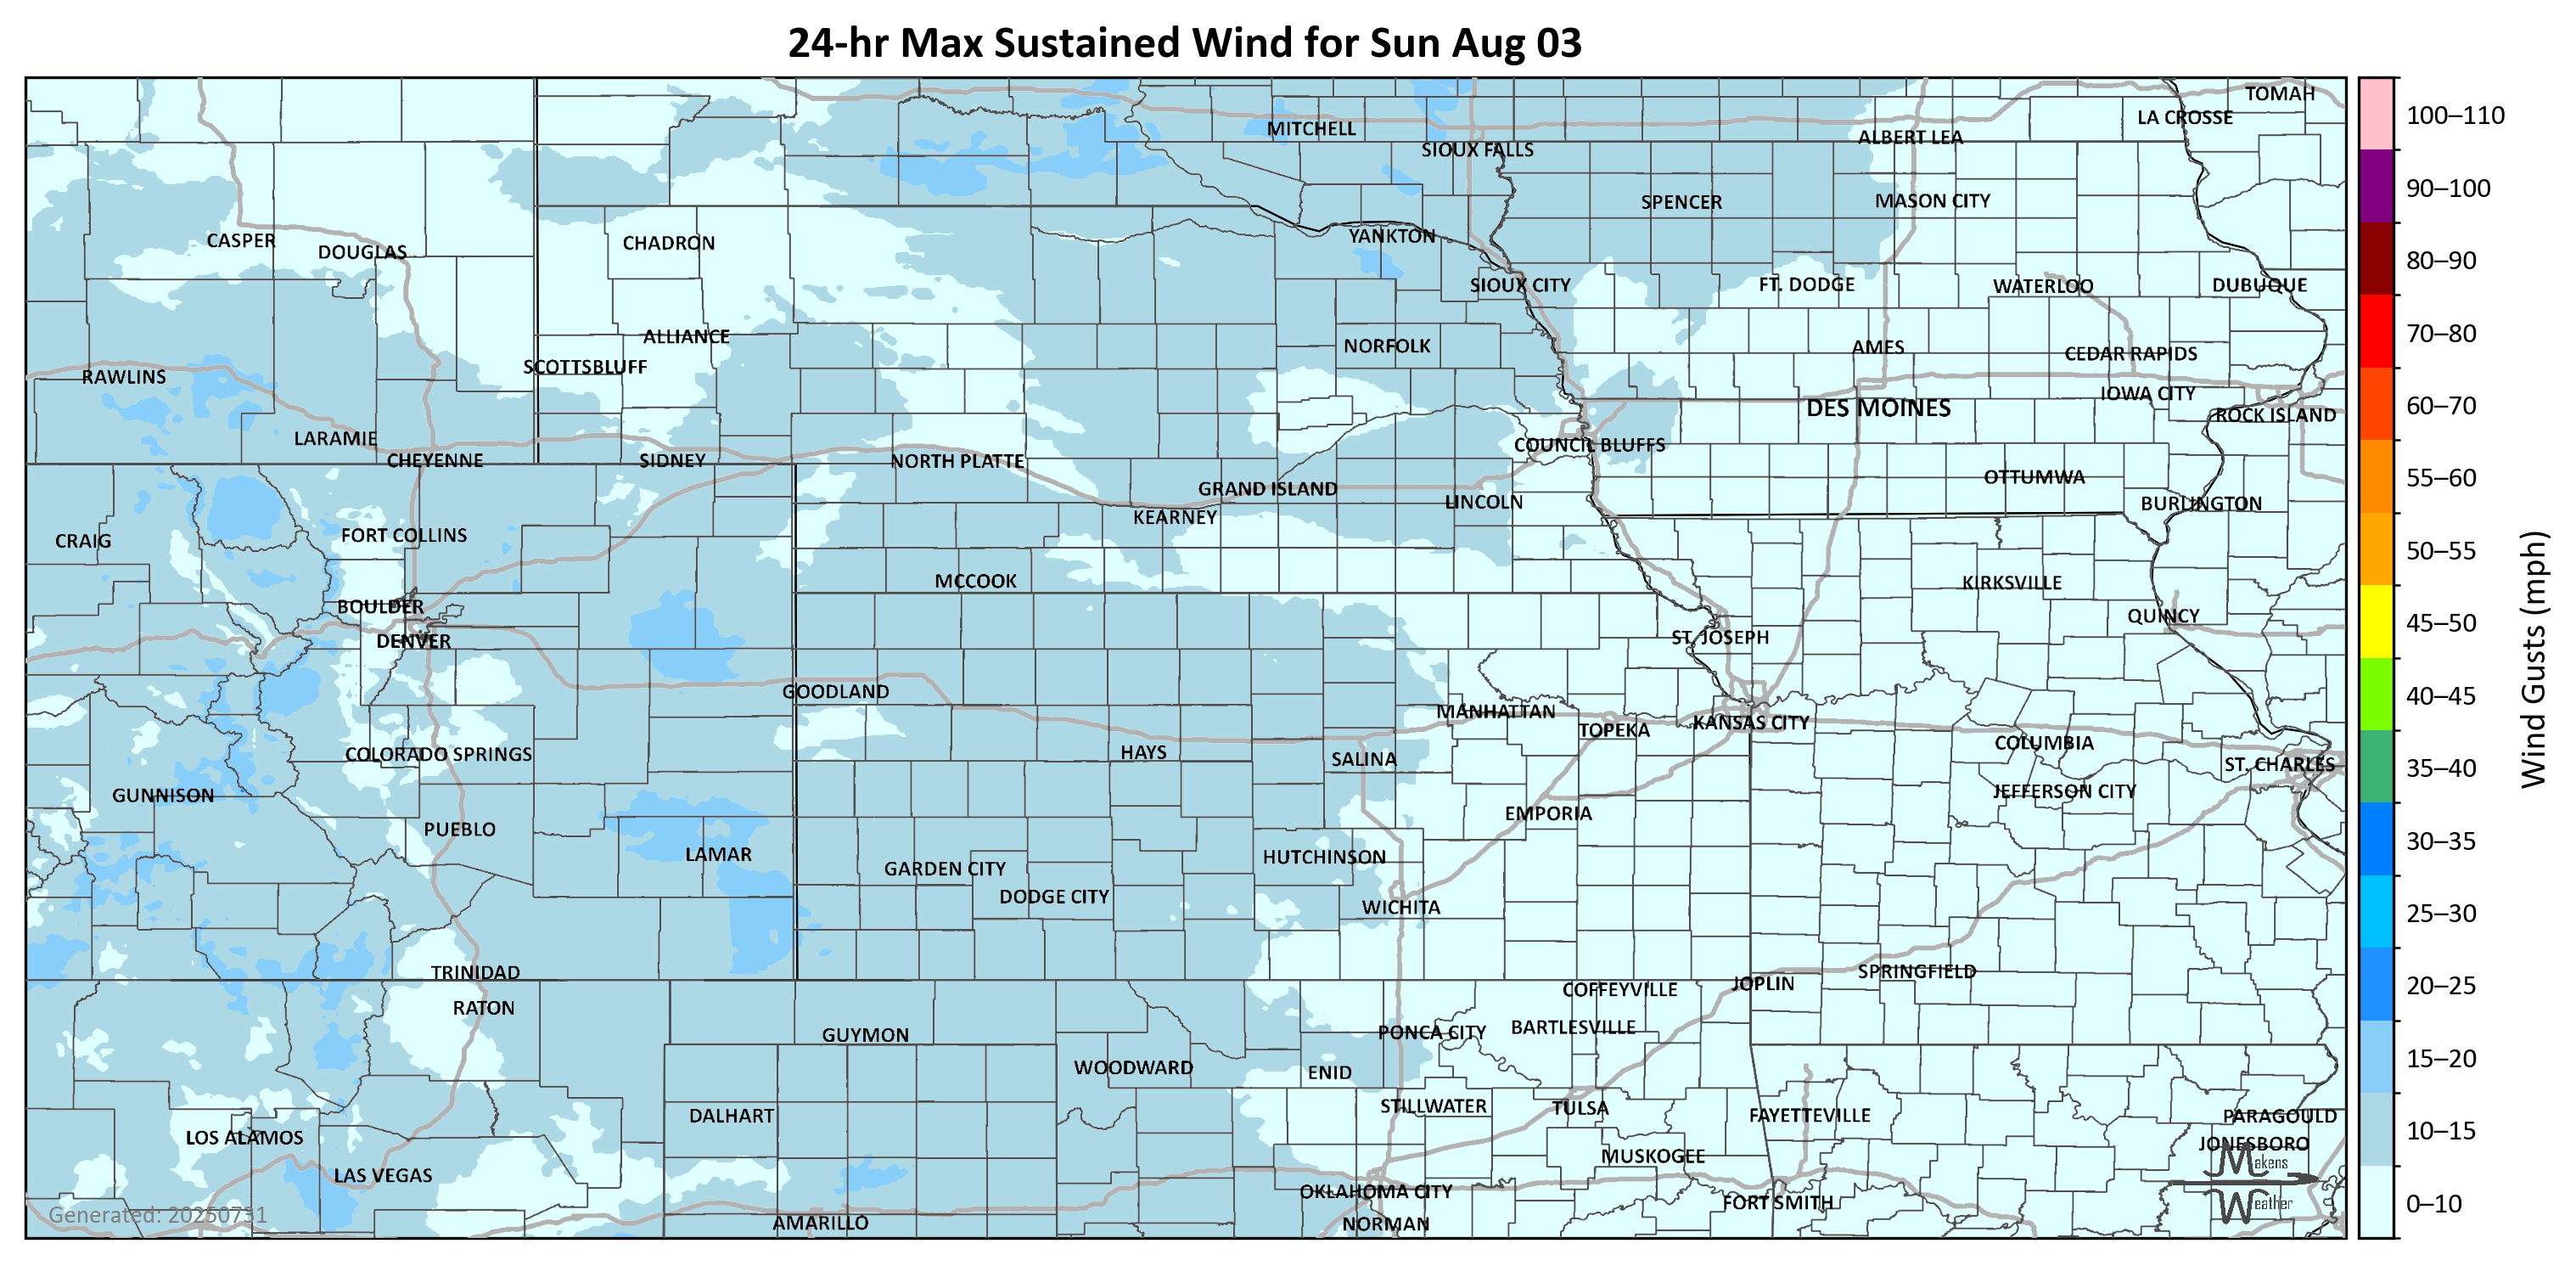 24-hr Max Sustained Wind for Sun Aug 03
TOMAH
LA CROSSE
MITCHELL
ALBERT LEA
SIOUX FALLS
SPENCER
MASON CITY
CASPER
DOUGLAS
CHADRON
YANKTON
SIOUX CITY
FT. DODGE
WATERLOO
DUBUQUE
ALLIANCE
NORFOLK
AMES
CEDAR RAPIDS
SCOTTSBLUFF
RAWLINS
IOWA CITY
DES MOINES
ROCK ISLAND
LARAMIE
COUNCIL BLUFFS
CHEYENNE
SIDNEY
NORTH PLATTE
OTTUMWA
GRAND ISLAND
LINCOLN
BURLINGTON
KEARNEY
CRAIG
FORT COLLINS
MCCOOK
KIRKSVILLE
BOULDER
QUINCY
DENVER
ST. JOSEPH
GOODLAND
MANHATTAN
TOPEKA
KANSAS CITY
COLORADO SPRINGS
HAYS
SALINA
COLUMBIA
ST. CHARLES
GUNNISON
JEFFERSON CITY
PUEBLO
EMPORIA
LAMAR
GARDEN CITY
HUTCHINSON
DODGE CITY
WICHITA
TRINIDAD
SPRINGFIELD
JOPLIN
COFFEYVILLE
RATON
GUYMON
PONCA CITY
BARTLESVILLE
WOODWARD
ENID
DALHART
STILLWATER
TULSA
FAYETTEVILLE
PARAGOULD
LOS ALAMOS
JONESBORO
MUSKOGEE
LAS VEGAS
OKLAHOMA CITY
FORT SMITH
AMARILLO
NORMAN
Makens
Weather
Generated: 20250731
100–110
90–100
80–90
70–80
60–70
55–60
50–55
45–50
40–45
35–40
30–35
25–30
20–25
15–20
10–15
0–10
Wind Gusts (mph)